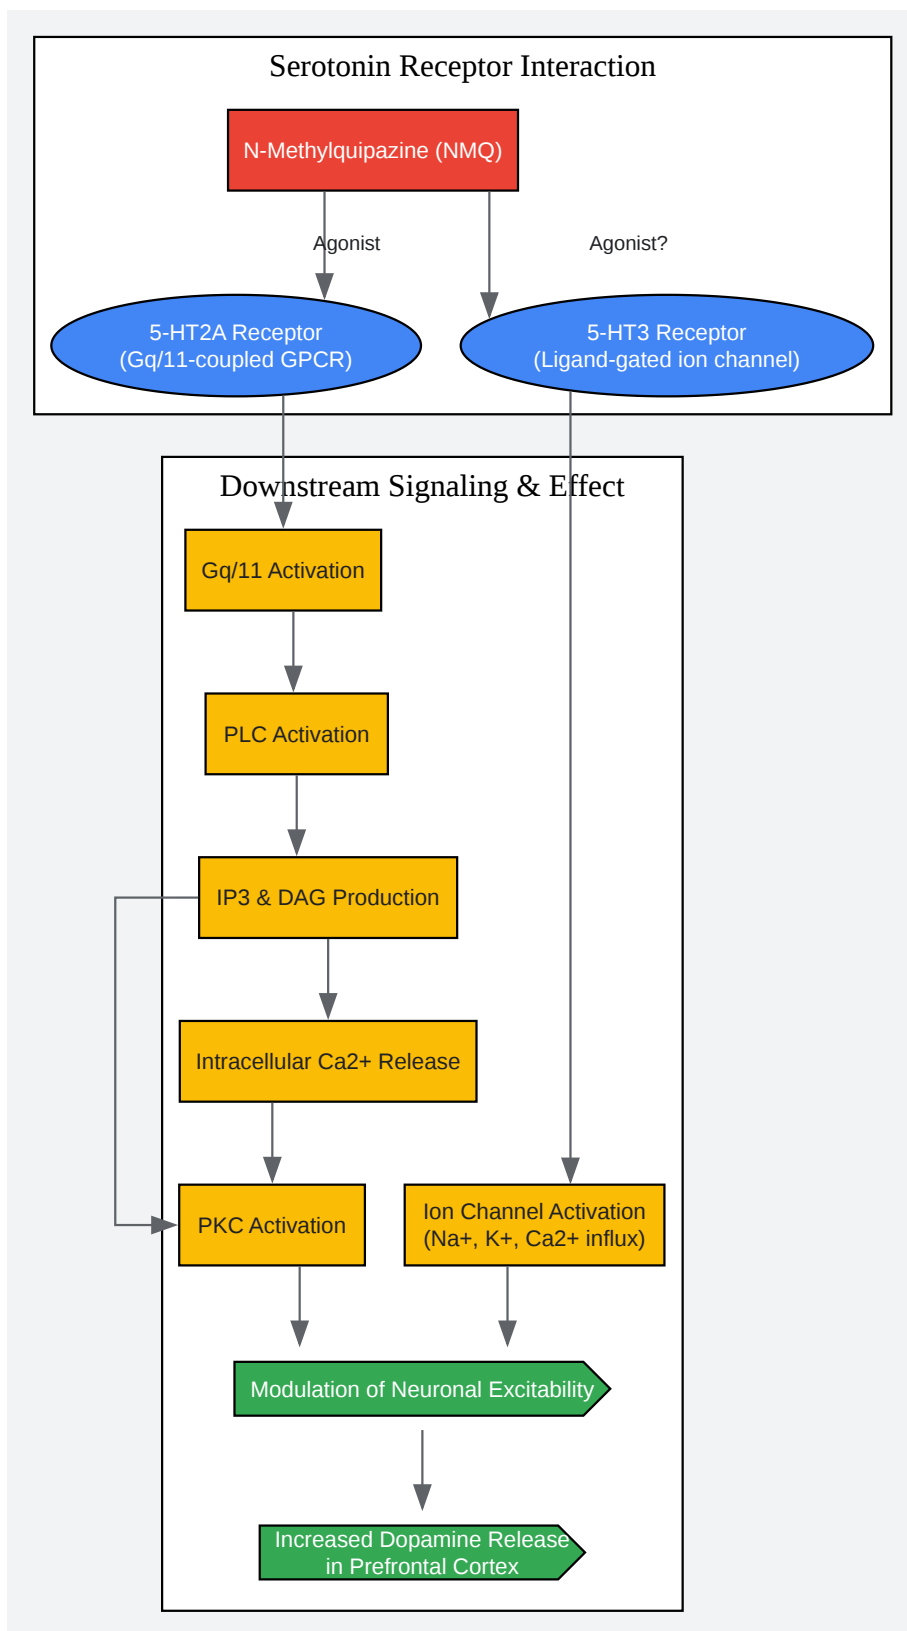 Serotonin Receptor Interaction
N-Methylquipazine (NMQ)
Agonist
Agonist?
5-HT2A Receptor
(Gq/11-coupled GPCR)
5-HT3 Receptor
(Ligand-gated ion channel)
Downstream Signaling & Effect
Gq/11 Activation
PLC Activation
IP3 & DAG Production
Intracellular Ca2+ Release
PKC Activation
Ion Channel Activation
(Na+, K+, Ca2+ influx)
Modulation of Neuronal Excitability
Increased Dopamine Release
in Prefrontal Cortex